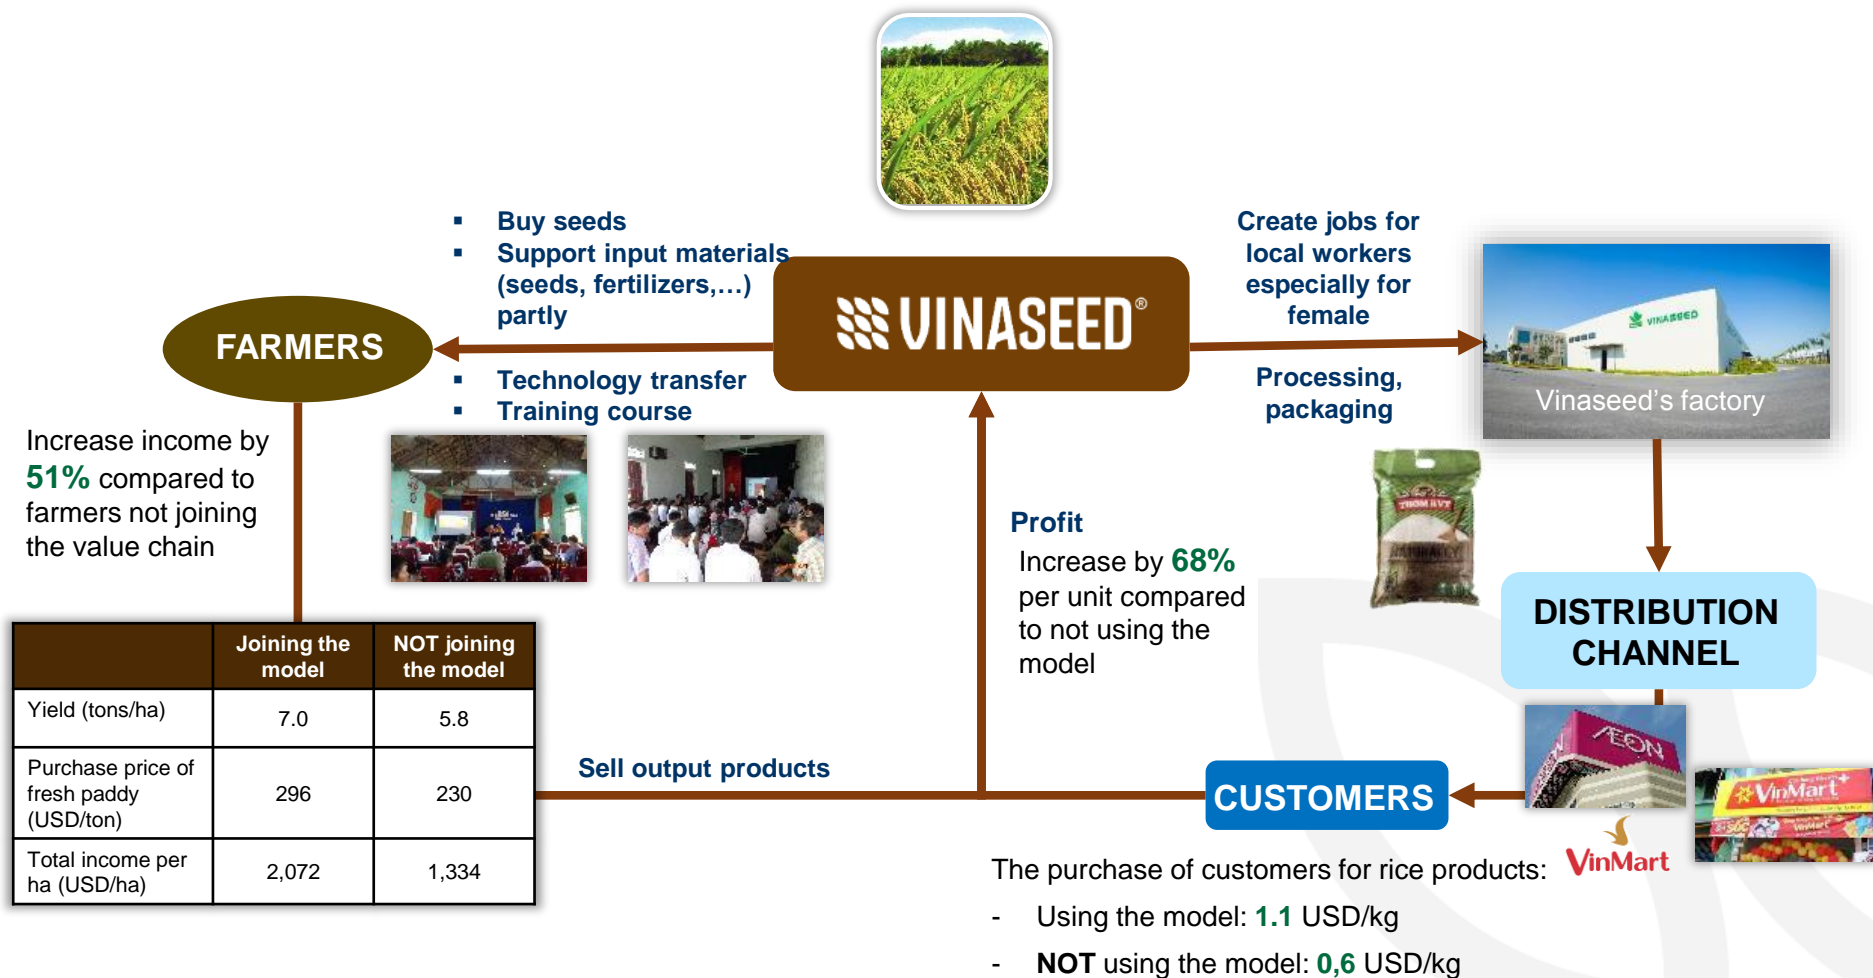 ▪ Buy seeds
▪ Support input materials
(seeds, fertilizers,…)
partly
VINASEED®
Create jobs for
local workers
especially for
female
VINASEED
Vinaseed's factory
FARMERS
▪ Technology transfer
▪ Training course
Processing,
packaging
Increase income by
51% compared to
farmers not joining
the value chain
Profit
Increase by 68%
per unit compared
to not using the
model
THOM RVT
NATURALLY
DISTRIBUTION
CHANNEL
Joining the
model
NOT joining
the model
Yield (tons/ha)
7.0
5.8
Purchase price of
fresh paddy
(USD/ton)
296
230
Total income per
ha (USD/ha)
2,072
1,334
Sell output products
CUSTOMERS
ÆON
VinMart+
VinMart
The purchase of customers for rice products:
- Using the model: 1.1 USD/kg
- NOT using the model: 0,6 USD/kg